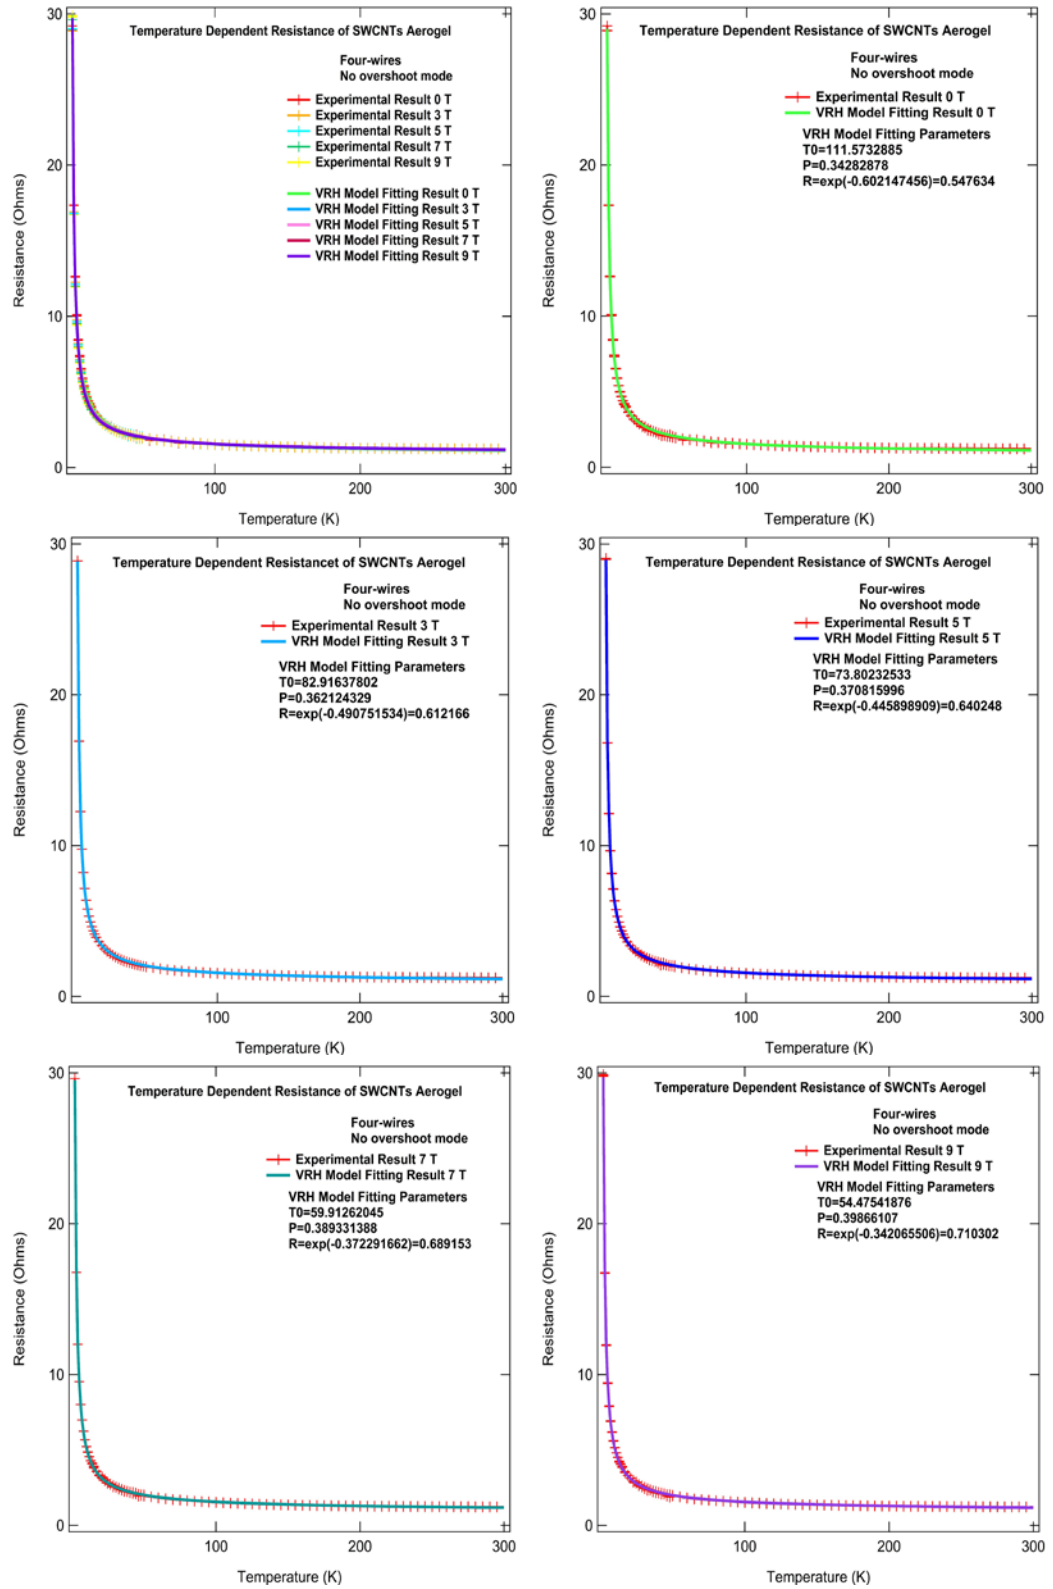 Temperature Dependent Resistance of SWCNTs Aerogel
Four-wires
No overshoot mode
Experimental Result 0 T
Experimental Result 3 T
Experimental Result 5 T
Experimental Result 7 T
Experimental Result 9 T
VRH Model Fitting Result 0 T
VRH Model Fitting Result 3 T
VRH Model Fitting Result 5 T
VRH Model Fitting Result 7 T
VRH Model Fitting Result 9 T
30
20
10
0
Resistance (Ohms)
100
200
300
Temperature (K)
Temperature Dependent Resistance of SWCNTs Aerogel
Four-wires
No overshoot mode
Experimental Result 0 T
VRH Model Fitting Result 0 T
VRH Model Fitting Parameters
T0=111.5732885
P=0.34282878
R=exp(-0.602147456)=0.547634
30
20
10
0
Resistance (Ohms)
100
200
300
Temperature (K)
Temperature Dependent Resistancet of SWCNTs Aerogel
Four-wires
No overshoot mode
Experimental Result 3 T
VRH Model Fitting Result 3 T
VRH Model Fitting Parameters
T0=82.91637802
P=0.362124329
R=exp(-0.490751534)=0.612166
30
20
10
0
Resistance (Ohms)
100
200
300
Temperature (K)
Temperature Dependent Resistance of SWCNTs Aerogel
Four-wires
No overshoot mode
Experimental Result 5 T
VRH Model Fitting Result 5 T
VRH Model Fitting Parameters
T0=73.80232533
P=0.370815996
R=exp(-0.445898909)=0.640248
30
20
10
0
Resistance (Ohms)
100
200
300
Temperature (K)
Temperature Dependent Resistance of SWCNTs Aerogel
Four-wires
No overshoot mode
Experimental Result 7 T
VRH Model Fitting Result 7 T
VRH Model Fitting Parameters
T0=59.91262045
P=0.389331388
R=exp(-0.372291662)=0.689153
30
20
10
0
Resistance (Ohms)
100
200
300
Temperature (K)
Temperature Dependent Resistance of SWCNTs Aerogel
Four-wires
No overshoot mode
Experimental Result 9 T
VRH Model Fitting Result 9 T
VRH Model Fitting Parameters
T0=54.47541876
P=0.39866107
R=exp(-0.342065506)=0.710302
30
20
10
0
Resistance (Ohms)
100
200
300
Temperature (K)